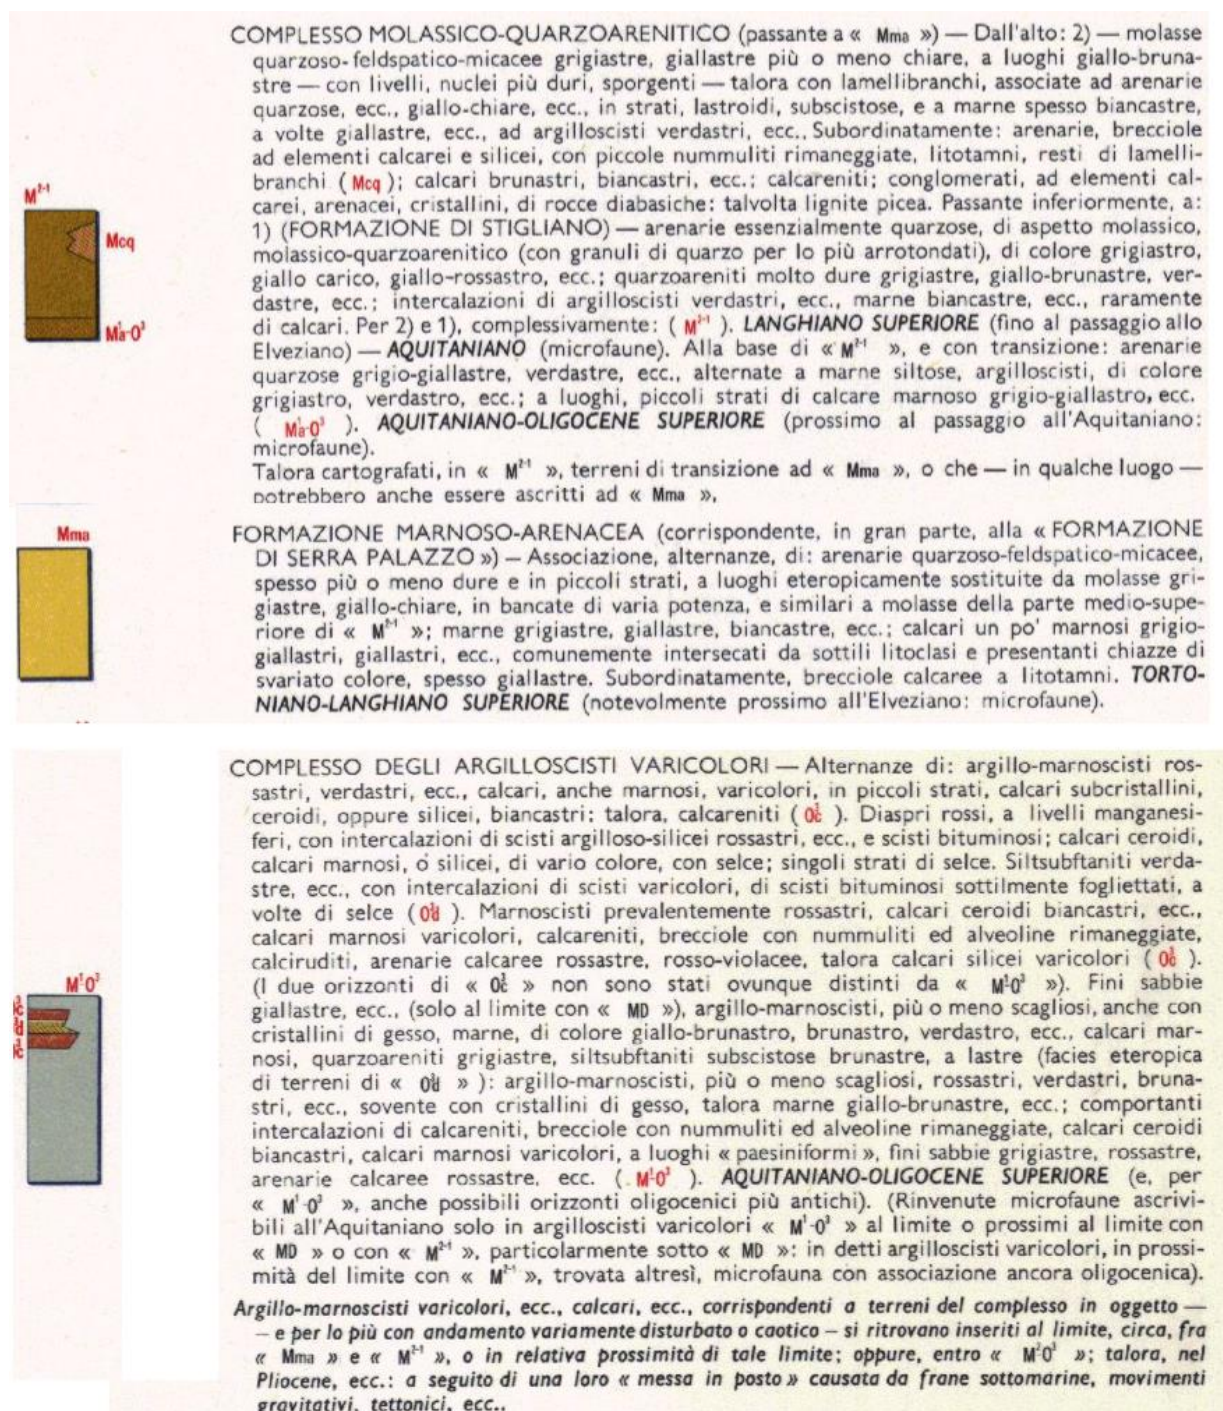 COMPLESSO MOLASSICO-QUARZOARENITICO (passante a « Mma ») — Dall'alto: 2) — molasse
quarzoso-feldspatico-micacee grigiastre, giallastre più o meno chiare, a luoghi giallo-bruna-
stre — con livelli, nuclei più duri, sporgenti — talora con lamellibranchi, associate ad arenarie
quarzose, ecc., giallo-chiare, ecc., in strati, lastroidi, subscistose, e a marne spesso biancastre,
a volte giallastre, ecc., ad argilloscisti verdastri, ecc.. Subordinatamente: arenarie, brecciole
ad elementi calcarei e silicei, con piccole nummuliti rimaneggiate, litotamni, resti di lamelli-
branchi ( Mcq ); calcari brunastri, biancastri, ecc.: calcareniti; conglomerati, ad elementi cal-
carei, arenacei, cristallini, di rocce diabasiche: talvolta lignite picea. Passante inferiormente, a:
1) (FORMAZIONE DI STIGLIANO) — arenarie essenzialmente quarzose, di aspetto molassico,
molassico-quarzoarenitico (con granuli di quarzo per lo più arrotondati), di colore grigiastro,
giallo carico, giallo-rossastro, ecc.; quarzoareniti molto dure grigiastre, giallo-brunastre, ver-
dastre, ecc.; intercalazioni di argilloscisti verdastri, ecc., marne biancastre, ecc., raramente
di calcari. Per 2) e 1), complessivamente: ( M²⁻¹ ). LANGHIANO SUPERIORE (fino al passaggio allo
Elveziano) — AQUITANIANO (microfaune). Alla base di « M²⁻¹ », e con transizione: arenarie
quarzose grigio-giallastre, verdastre, ecc., alternate a marne siltose, argilloscisti, di colore
grigiastro, verdastro, ecc.; a luoghi, piccoli strati di calcare marnoso grigio-giallastro, ecc.
( M¹a-O³ ). AQUITANIANO-OLIGOCENE SUPERIORE (prossimo al passaggio all'Aquitaniano:
microfaune).
Talora cartografati, in « M²⁻¹ », terreni di transizione ad « Mma », o che — in qualche luogo —
potrebbero anche essere ascritti ad « Mma »,
M²⁻¹
Mcq
M¹a-O³
Mma
FORMAZIONE MARNOSO-ARENACEA (corrispondente, in gran parte, alla « FORMAZIONE
DI SERRA PALAZZO ») — Associazione, alternanze, di: arenarie quarzoso-feldspatico-micacee,
spesso più o meno dure e in piccoli strati, a luoghi eteropicamente sostituite da molasse gri-
giastre, giallo-chiare, in bancate di varia potenza, e similari a molasse della parte medio-supe-
riore di « M²⁻¹ »; marne grigiastre, giallastre, biancastre, ecc.; calcari un po' marnosi grigio-
giallastri, giallastri, ecc., comunemente intersecati da sottili litoclasi e presentanti chiazze di
svariato colore, spesso giallastre. Subordinatamente, brecciole calcaree a litotamni. TORTO-
NIANO-LANGHIANO SUPERIORE (notevolmente prossimo all'Elveziano: microfaune).
COMPLESSO DEGLI ARGILLOSCISTI VARICOLORI — Alternanze di: argillo-marnoscisti ros-
sastri, verdastri, ecc., calcari, anche marnosi, varicolori, in piccoli strati, calcari subcristallini,
ceroidi, oppure silicei, biancastri: talora, calcareniti ( ). Diaspri rossi, a livelli manganesi-
feri, con intercalazioni di scisti argilloso-silicei rossastri, ecc., e scisti bituminosi; calcari ceroidi,
calcari marnosi, o silicei, di vario colore, con selce; singoli strati di selce. Siltsubftaniti verda-
stre, ecc., con intercalazioni di scisti varicolori, di scisti bituminosi sottilmente fogliettati, a
volte di selce ( ). Marnoscisti prevalentemente rossastri, calcari ceroidi biancastri, ecc.,
calcari marnosi varicolori, calcareniti, brecciole con nummuliti ed alveoline rimaneggiate,
calciruditi, arenarie calcaree rossastre, rosso-violacee, talora calcari silicei varicolori ( ).
(I due orizzonti di « » non sono stati ovunque distinti da « M¹-O³ »). Fini sabbie
giallastre, ecc., (solo al limite con « MD »), argillo-marnoscisti, più o meno scagliosi, anche con
cristallini di gesso, marne, di colore giallo-brunastro, brunastro, verdastro, ecc., calcari mar-
nosi, quarzoareniti grigiastre, siltsubftaniti subscistose brunastre, a lastre (facies eteropica
di terreni di « » ): argillo-marnoscisti, più o meno scagliosi, rossastri, verdastri, bruna-
stri, ecc., sovente con cristallini di gesso, talora marne giallo-brunastre, ecc.; comportanti
intercalazioni di calcareniti, brecciole con nummuliti ed alveoline rimaneggiate, calcari ceroidi
biancastri, calcari marnosi varicolori, a luoghi « paesiniformi », fini sabbie grigiastre, rossastre,
arenarie calcaree rossastre, ecc. ( M¹-O³ ). AQUITANIANO-OLIGOCENE SUPERIORE (e, per
« M¹-O³ », anche possibili orizzonti oligocenici più antichi). (Rinvenute microfaune ascrivi-
bili all'Aquitaniano solo in argilloscisti varicolori « M¹-O³ » al limite o prossimi al limite con
« MD » o con « M²⁻¹ », particolarmente sotto « MD »: in detti argilloscisti varicolori, in prossi-
mità del limite con « M²⁻¹ », trovata altresì, microfauna con associazione ancora oligocenica).
M¹-O³
Argillo-marnoscisti varicolori, ecc., calcari, ecc., corrispondenti a terreni del complesso in oggetto —
— e per lo più con andamento variamente disturbato o caotico — si ritrovano inseriti al limite, circa, fra
« Mma » e « M²⁻¹ », o in relativa prossimità di tale limite; oppure, entro « M¹-O³ »; talora, nel
Pliocene, ecc.: a seguito di una loro « messa in posto » causata da frane sottomarine, movimenti
gravitativi, tettonici, ecc..